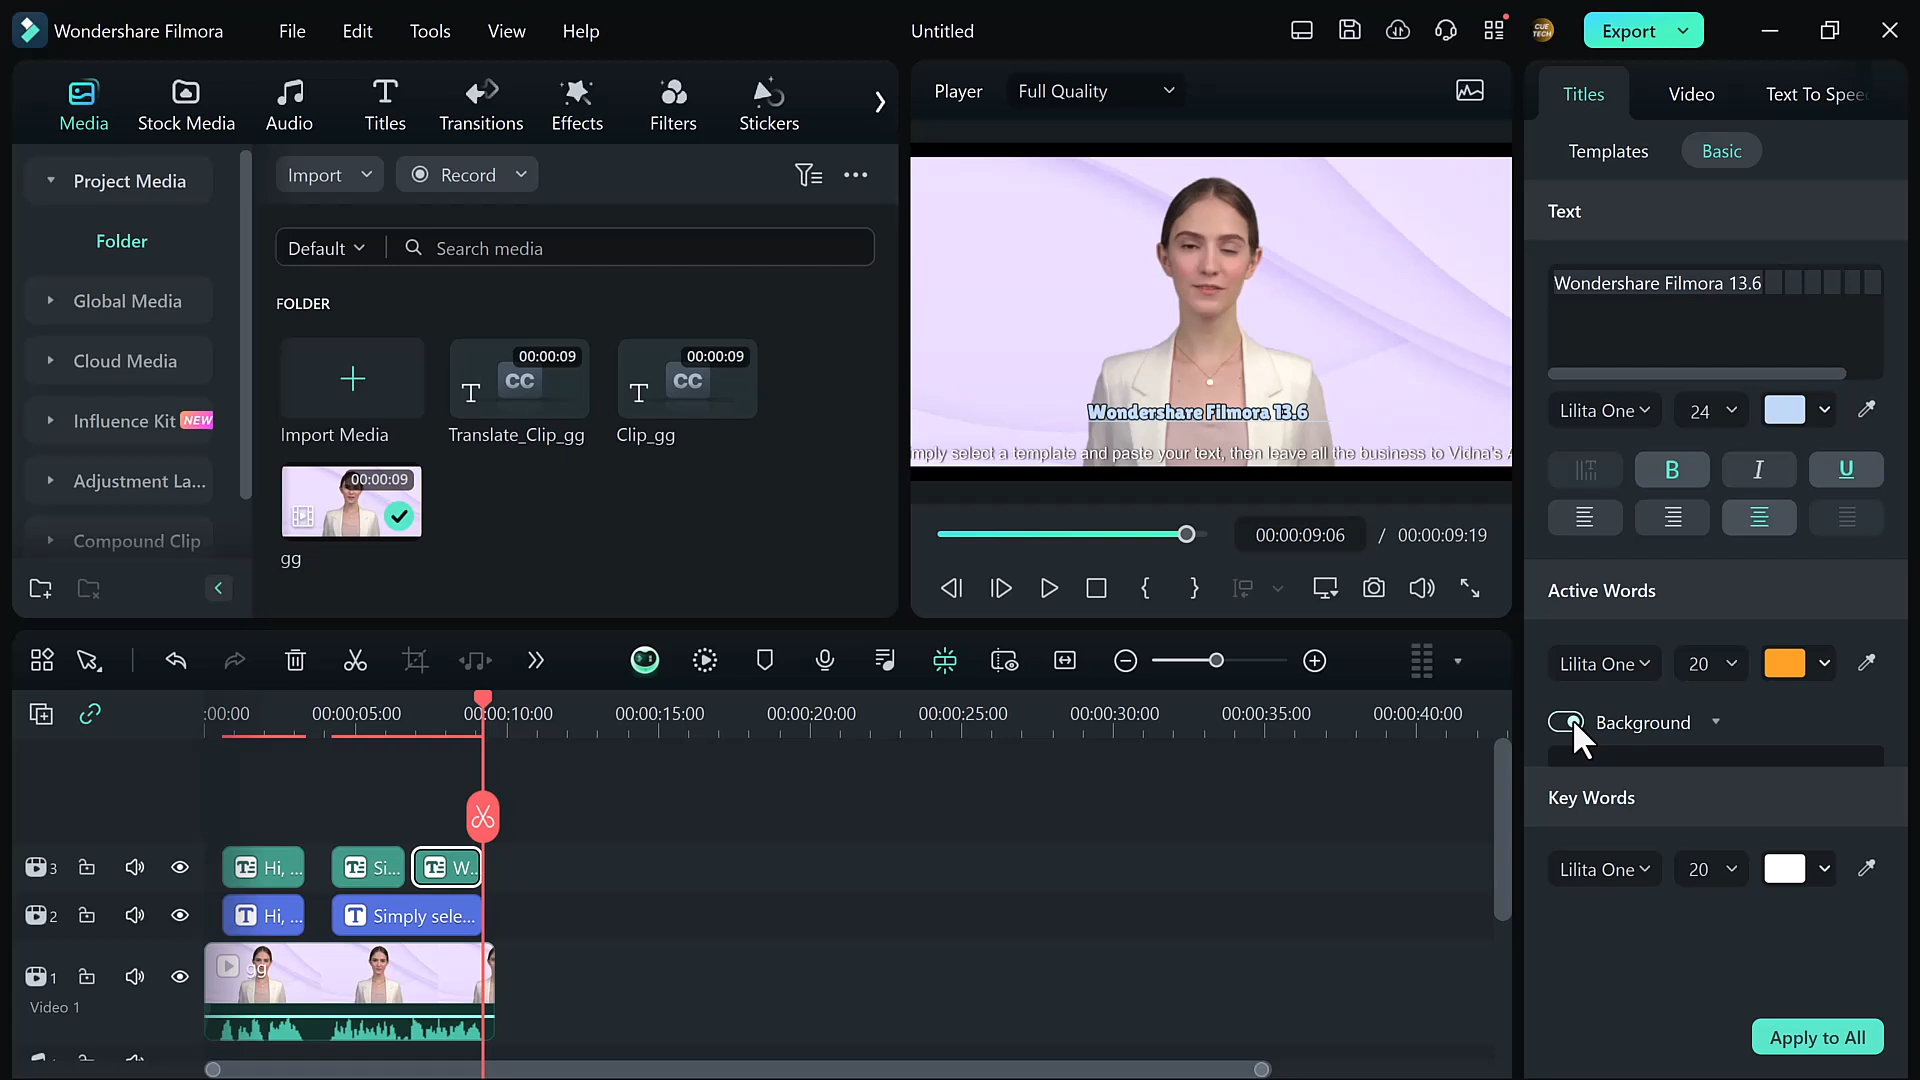 Wondershare Filmora
File
Edit
Tools
View
Help
Untitled
CUE
TECH
Export
Media
Stock Media
Audio
Titles
Transitions
Effects
Filters
Stickers
Player
Full Quality
Titles
Video
Text To Spee
Templates
Basic
Project Media
Folder
Global Media
Cloud Media
Influence Kit NEW
Adjustment La...
Compound Clip
Import
Record
Default
Search media
FOLDER
00:00:09
CC
T
00:00:09
CC
T
Import Media
Translate_Clip_gg
Clip_gg
00:00:09
gg
Wondershare Filmora 13.6
mply select a template and paste your text, then leave all the business to Vidna's A
00:00:09:06 / 00:00:09:19
Text
Wondershare Filmora 13.6
Lilita One
24
B
I
U
Active Words
Lilita One
20
Background
Key Words
Lilita One
20
Apply to All
:00:00
00:00:05:00
00:00:10:00
00:00:15:00
00:00:20:00
00:00:25:00
00:00:30:00
00:00:35:00
00:00:40:00
3
Hi, ...
Si...
W...
2
T Hi, ...
T Simply sele...
1
gg
Video 1